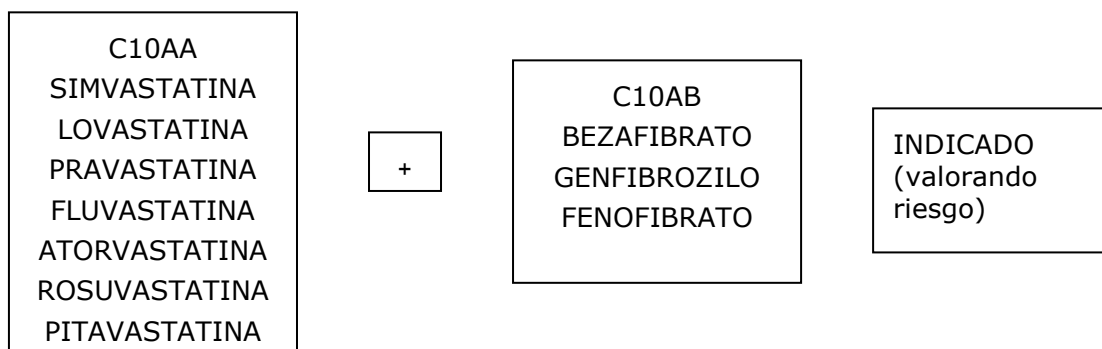 C10AA
SIMVASTATINA
LOVASTATINA
PRAVASTATINA
FLUVASTATINA
ATORVASTATINA
ROSUVASTATINA
PITAVASTATINA
+
C10AB
BEZAFIBRATO
GENFIBROZILO
FENOFIBRATO
INDICADO
(valorando
riesgo)